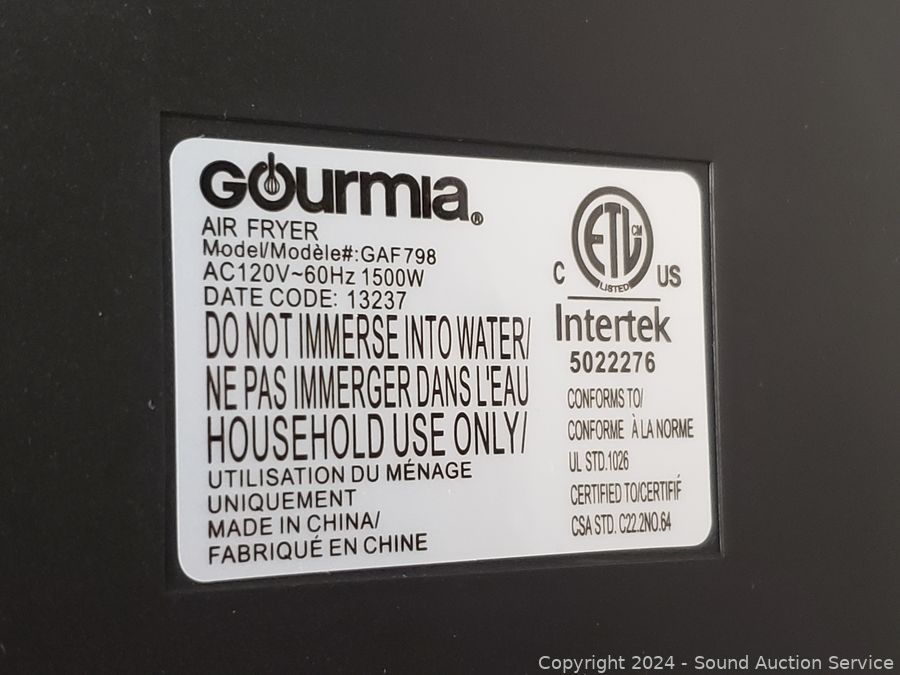 Gourmia®
AIR FRYER
Model/Modèle#:GAF798
AC120V~60Hz 1500W
DATE CODE: 13237
DO NOT IMMERSE INTO WATER/
NE PAS IMMERGER DANS L'EAU
HOUSEHOLD USE ONLY/
UTILISATION DU MÉNAGE
UNIQUEMENT
MADE IN CHINA/
FABRIQUÉ EN CHINE
ETL CM
LISTED
C US
Intertek
5022276
CONFORMS TO/
CONFORME À LA NORME
UL STD.1026
CERTIFIED TO/CERTIFIÉ
CSA STD. C22.2NO.64
Copyright 2024 - Sound Auction Service